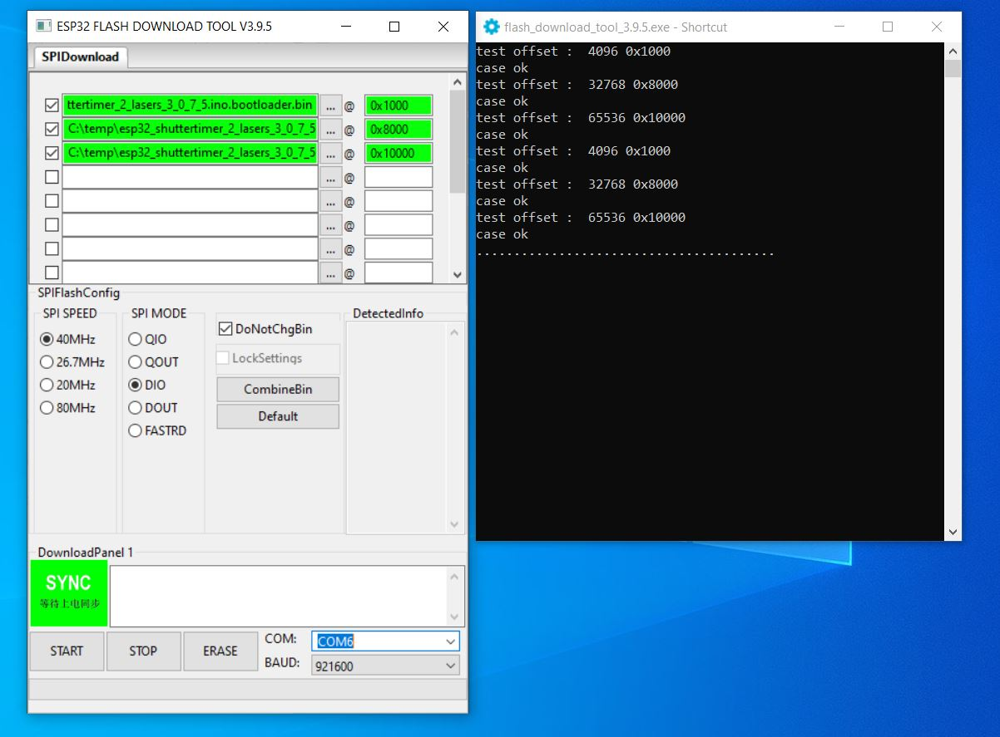 ESP32 FLASH DOWNLOAD TOOL V3.9.5
SPIDownload
ttertimer_2_lasers_3_0_7_5.ino.bootloader.bin ... @ 0x1000
C:\temp\esp32_shuttertimer_2_lasers_3_0_7_5 ... @ 0x8000
C:\temp\esp32_shuttertimer_2_lasers_3_0_7_5 ... @ 0x10000
... @
... @
... @
... @
... @
SPIFlashConfig
SPI SPEED
40MHz
26.7MHz
20MHz
80MHz
SPI MODE
QIO
QOUT
DIO
DOUT
FASTRD
DoNotChgBin
LockSettings
CombineBin
Default
DetectedInfo
DownloadPanel 1
SYNC
等待上电同步
START STOP ERASE
COM: COM6
BAUD: 921600
flash_download_tool_3.9.5.exe - Shortcut
test offset :  4096 0x1000
case ok
test offset :  32768 0x8000
case ok
test offset :  65536 0x10000
case ok
test offset :  4096 0x1000
case ok
test offset :  32768 0x8000
case ok
test offset :  65536 0x10000
case ok
........................................